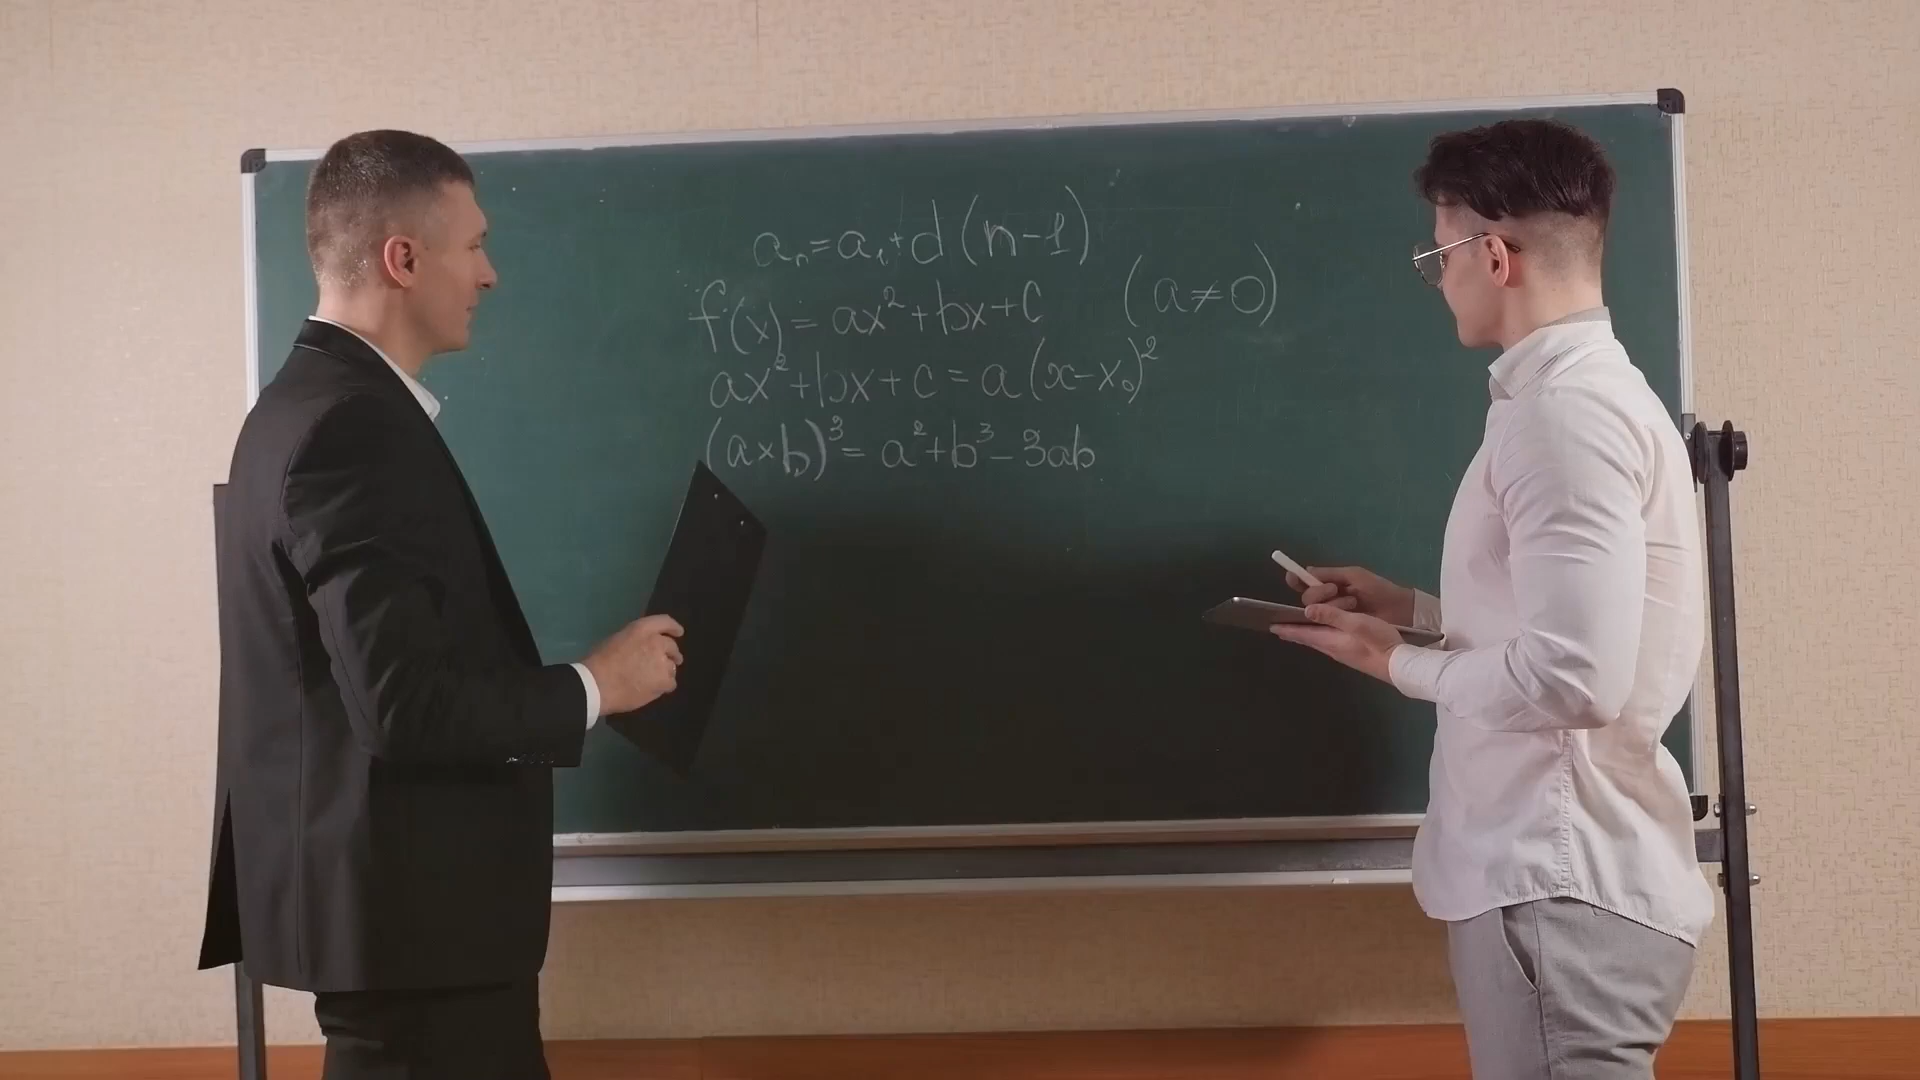 aₙ=a₁+d(n-1)
f(x)=ax²+bx+c (a≠0)
ax²+bx+c=a(x-x₀)²
(a×b)³=a²+b³-3ab